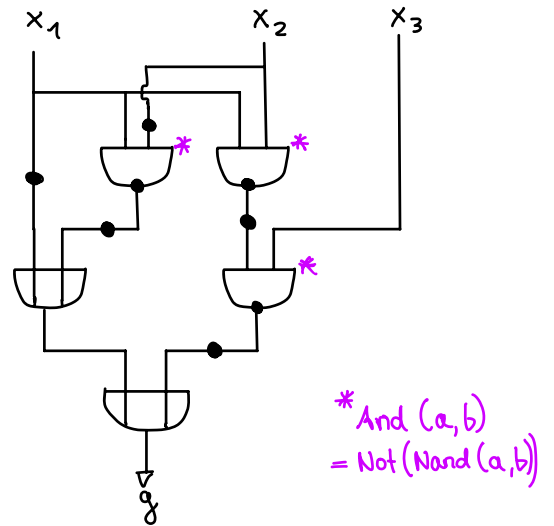 x1 x2 x3
*
*
*
y
* And (a,b)
= Not(Nand(a,b))